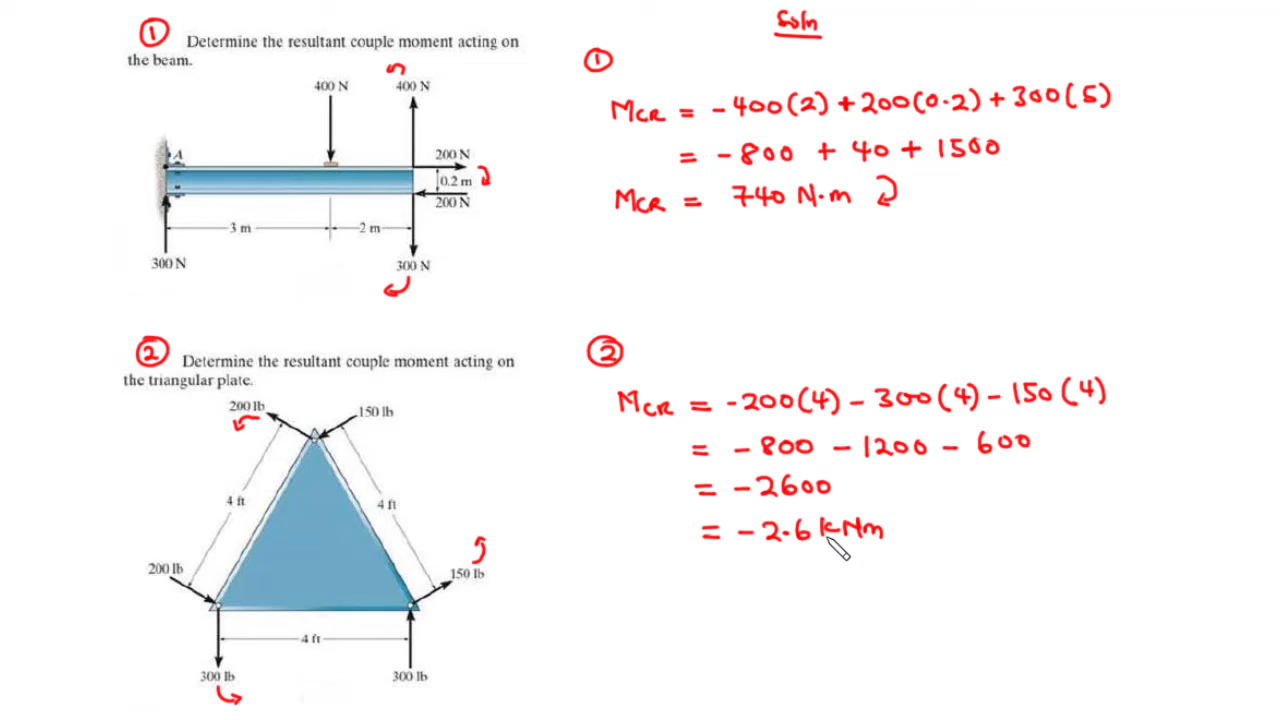 Soln
① Determine the resultant couple moment acting on
the beam.
400 N
400 N
A
200 N
0.2 m
200 N
3 m
2 m
300 N
300 N
①
MCR = -400(2) + 200(0.2) + 300(5)
= -800 + 40 + 1500
MCR = 740 N.m
② Determine the resultant couple moment acting on
the triangular plate.
200 lb
150 lb
4 ft
4 ft
200 lb
150 lb
4 ft
300 lb
300 lb
②
MCR = -200(4) - 300(4) - 150(4)
= -800 - 1200 - 600
= -2600
= -2.6 kNm